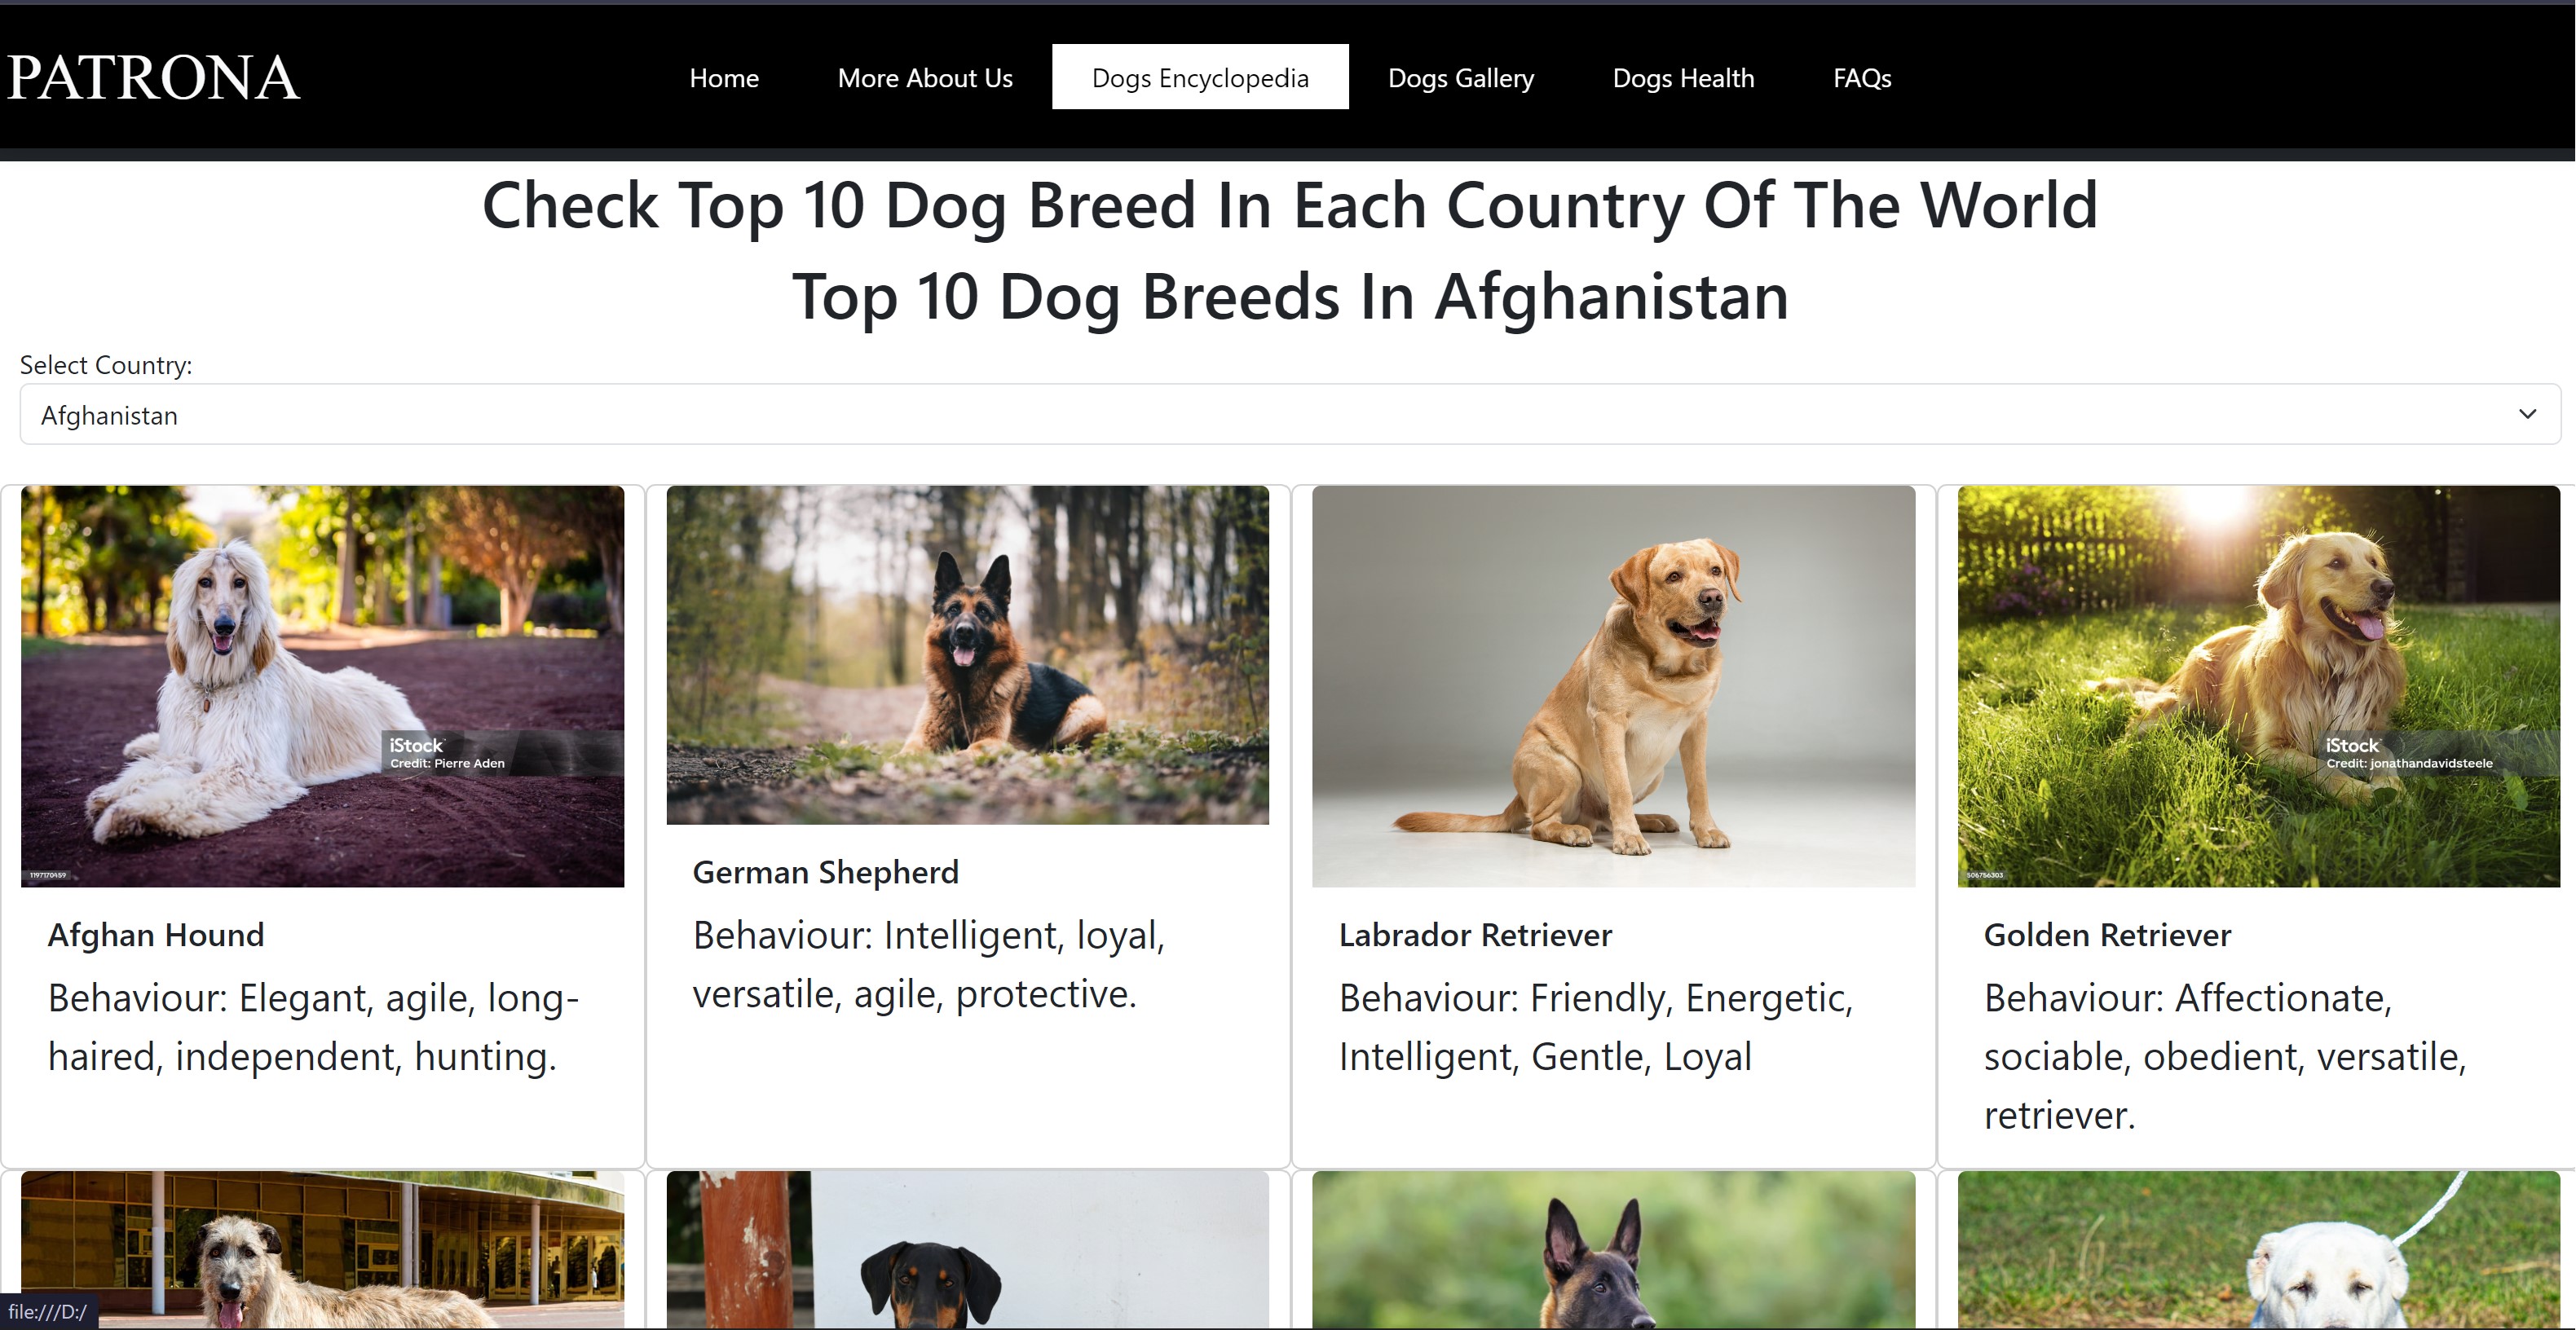 PATRONA
Home
More About Us
Dogs Encyclopedia
Dogs Gallery
Dogs Health
FAQs
Check Top 10 Dog Breed In Each Country Of The World
Top 10 Dog Breeds In Afghanistan
Select Country:
Afghanistan
iStock
Credit: Pierre Aden
1197170459
Afghan Hound
Behaviour: Elegant, agile, long-
haired, independent, hunting.
German Shepherd
Behaviour: Intelligent, loyal,
versatile, agile, protective.
Labrador Retriever
Behaviour: Friendly, Energetic,
Intelligent, Gentle, Loyal
iStock
Credit: jonathandavidsteele
506756303
Golden Retriever
Behaviour: Affectionate,
sociable, obedient, versatile,
retriever.
file:///D:/